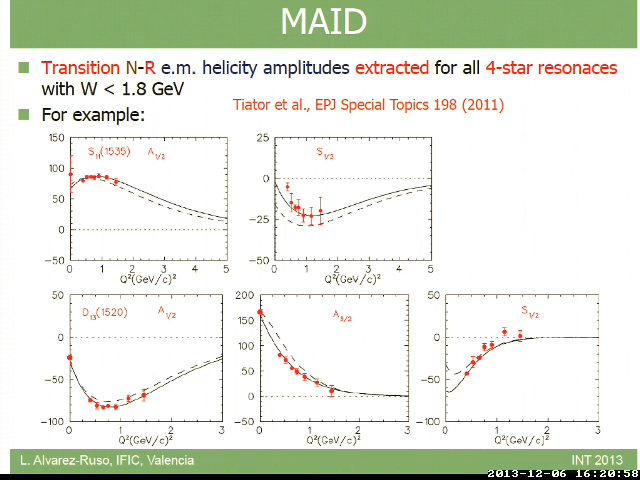 MAID
Transition N-R e.m. helicity amplitudes extracted for all 4-star resonaces
with W < 1.8 GeV
For example:
Tiator et al., EPJ Special Topics 198 (2011)
S11(1535) A1/2
150
100
50
0
−50
0 1 2 3 4 5
Q²(GeV/c)²
S1/2
25
0
−25
−50
0 1 2 3 4 5
Q²(GeV/c)²
D13(1520) A1/2
50
0
−50
−100
0 1 2 3
Q²(GeV/c)²
A3/2
200
150
100
50
0
−50
0 1 2 3
Q²(GeV/c)²
S1/2
50
0
−50
−100
0 1 2 3
Q²(GeV/c)²
L. Alvarez-Ruso, IFIC, Valencia
INT 2013
2013-12-06 16:20:58